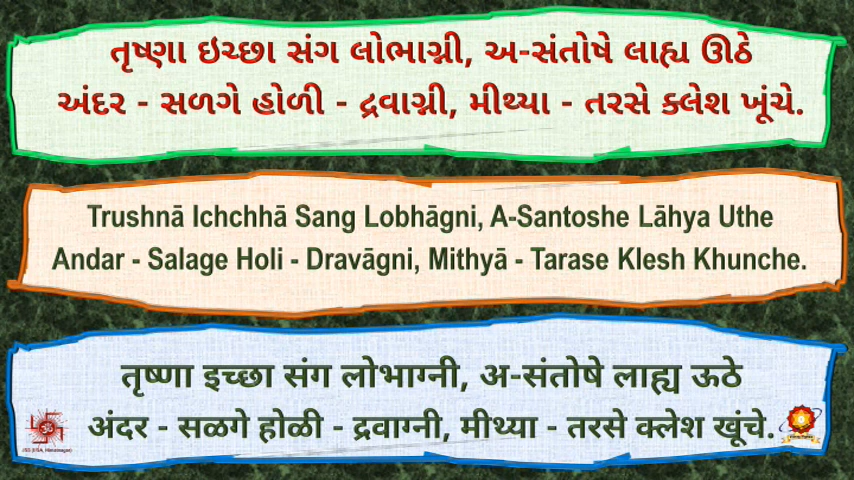 તૃષ્ણા ઇચ્છા સંગ લોભાગ્ની, અ-સંતોષે લાહ્ય ઊઠે
અંદર - સળગે હોળી - દ્રવાગ્ની, મીથ્યા - તરસે ક્લેશ ખૂંચે.
Trushnā Ichchhā Sang Lobhāgni, A-Santoshe Lāhya Uthe
Andar - Salage Holi - Dravāgni, Mithyā - Tarase Klesh Khunche.
तृष्णा इच्छा संग लोभाग्नी, अ-संतोषे लाह्य ऊठे
अंदर - सळगे होळी - द्रवाग्नी, मीथ्या - तरसे क्लेश खूंचे.